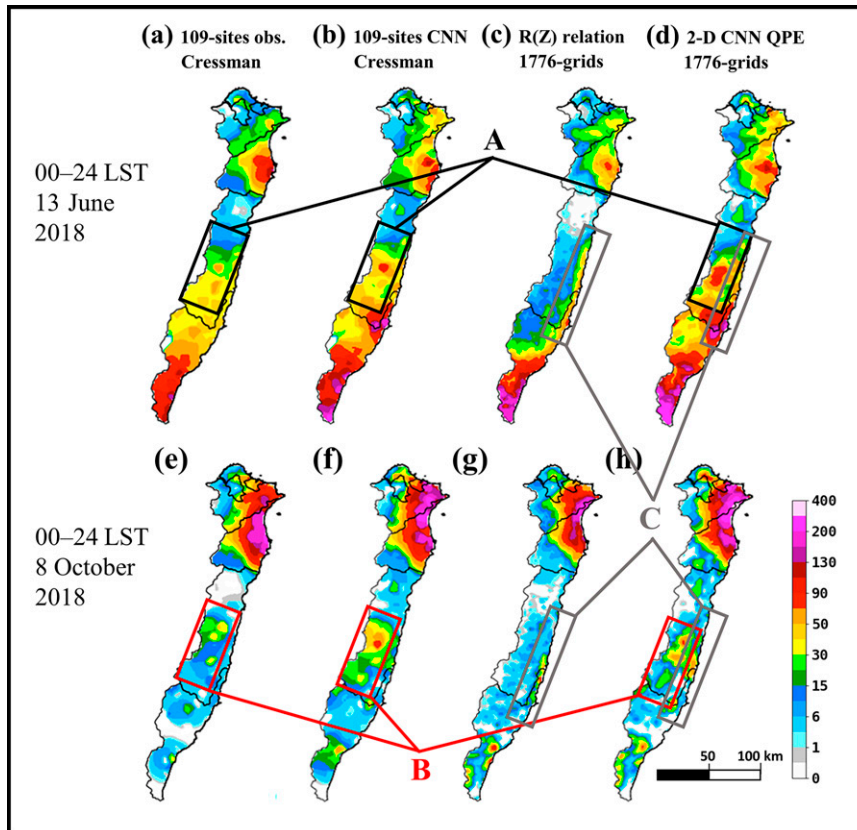 (a) 109-sites obs.
Cressman
(b) 109-sites CNN
Cressman
(c) R(Z) relation
1776-grids
(d) 2-D CNN QPE
1776-grids
A
00–24 LST
13 June
2018
(e)
(f)
(g)
(h)
C
00–24 LST
8 October
2018
B
400
200
130
90
50
30
15
6
1
0
50 100 km